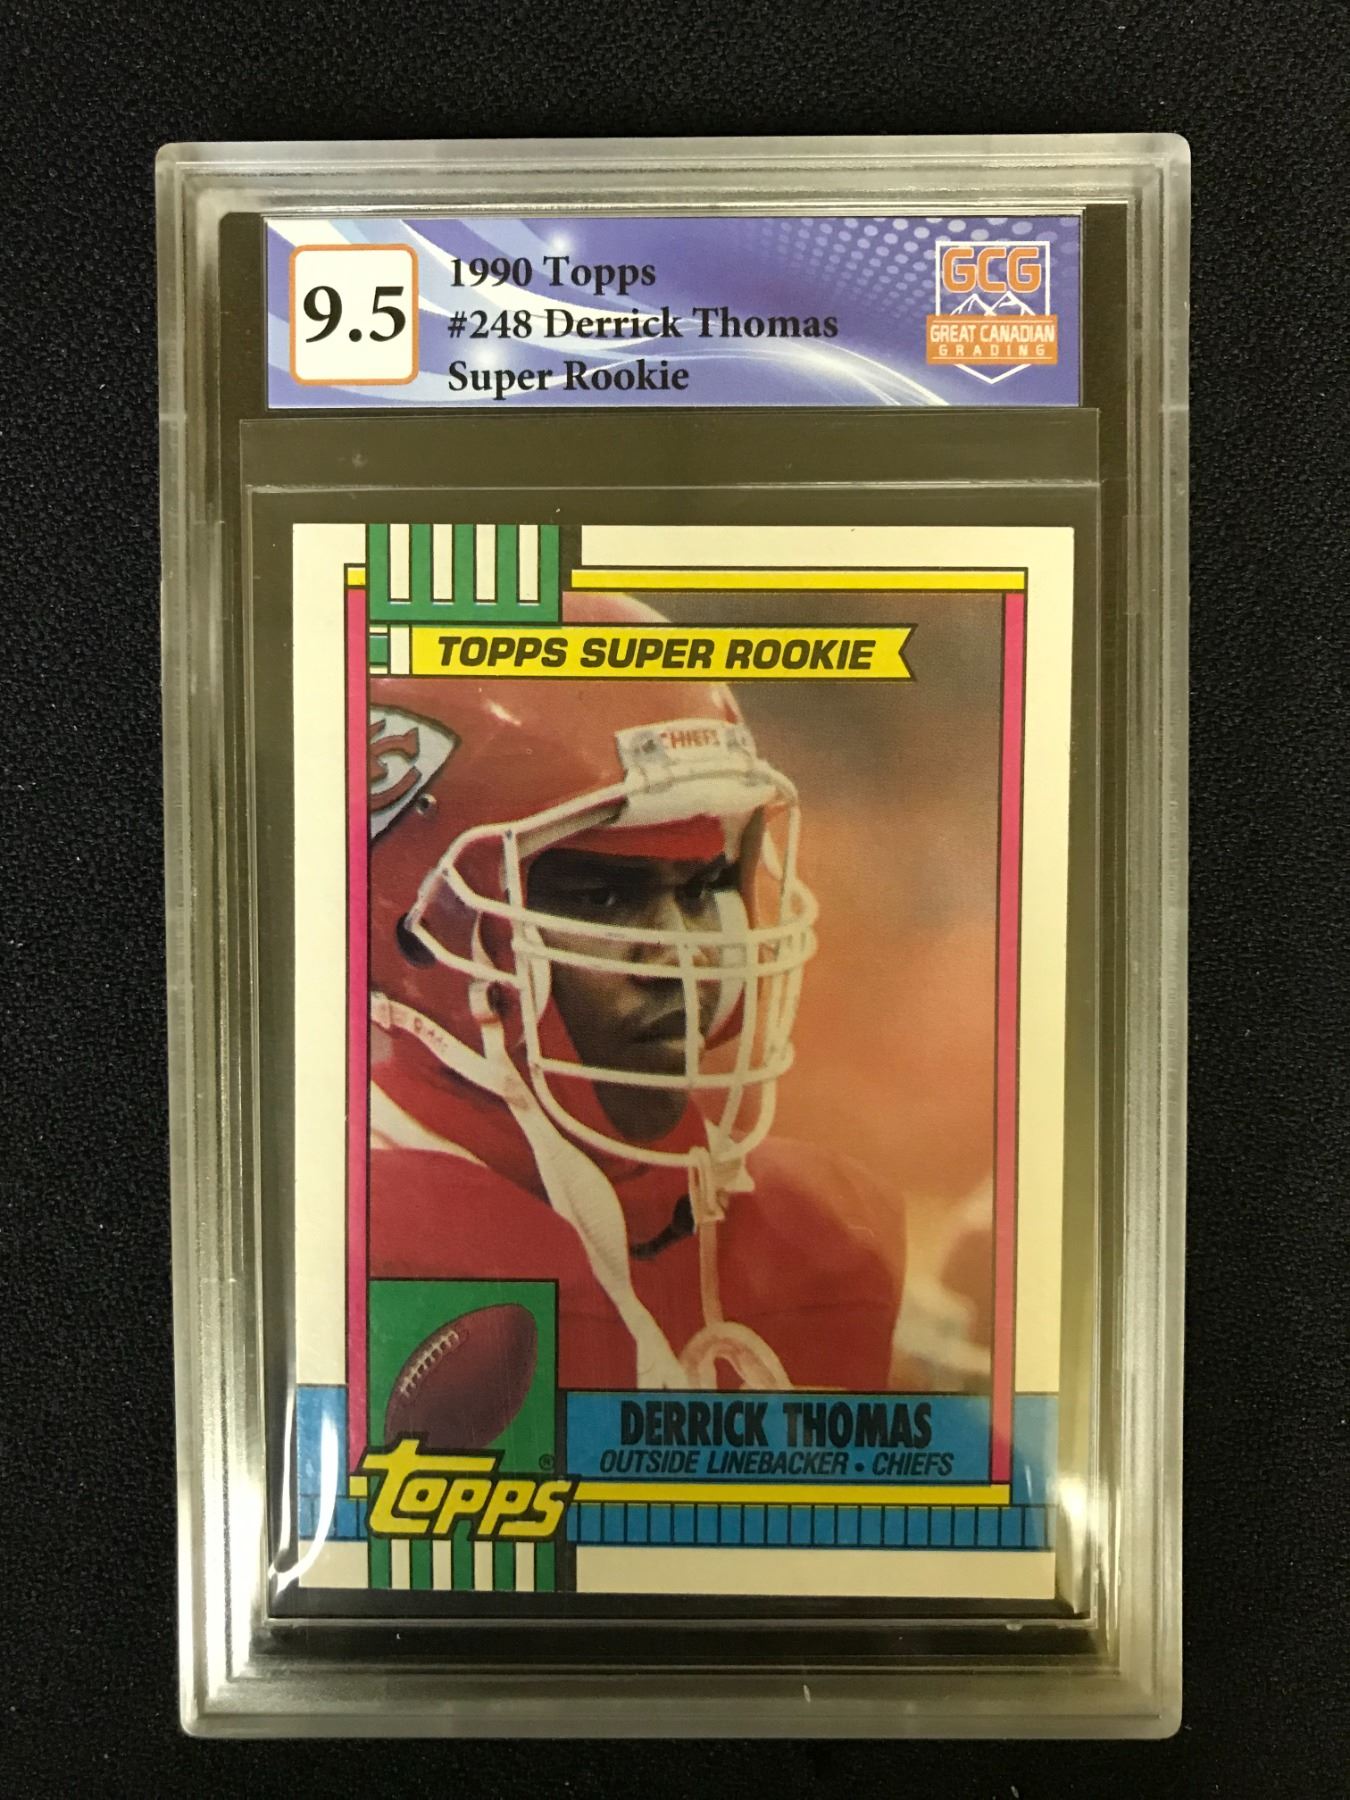 9.5
1990 Topps
#248 Derrick Thomas
Super Rookie
GCG
GREAT CANADIAN
GRADING
TOPPS SUPER ROOKIE
CHIEFS
KC
DERRICK THOMAS
OUTSIDE LINEBACKER • CHIEFS
topps®